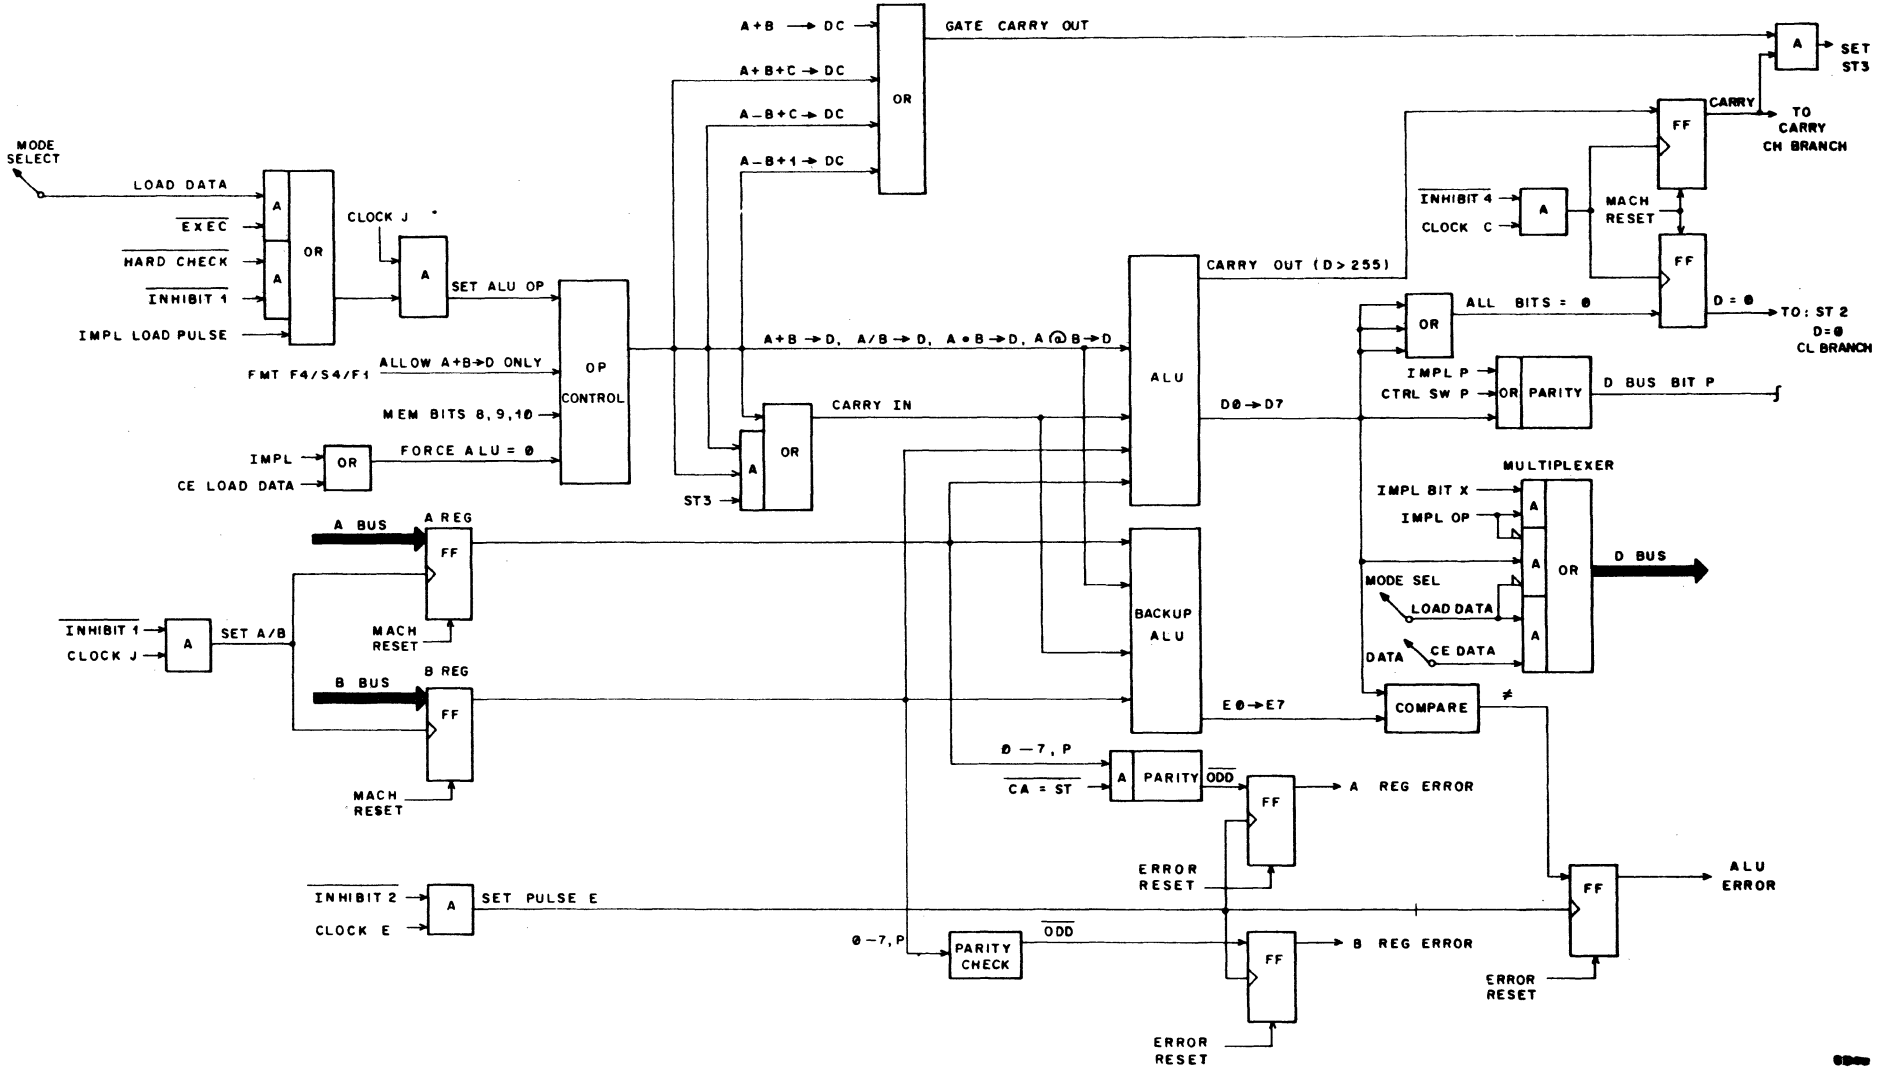 A+B → DC
GATE CARRY OUT
A
SET
ST3
A+B+C → DC
OR
CARRY
TO
CARRY
CH BRANCH
FF
A−B+C → DC
A−B+1 → DC
MODE
SELECT
LOAD DATA
A
EXEC
HARD CHECK
A
OR
INHIBIT 1
IMPL LOAD PULSE
CLOCK J
A
SET ALU OP
INHIBIT 4
CLOCK C
A
MACH
RESET
FF
CARRY OUT (D > 255)
ALL BITS = 0
OR
D = 0
TO: ST 2
D=0
CL BRANCH
A+B → D, A/B → D, A • B → D, A @ B → D
FMT F4/S4/F1
ALLOW A+B→D ONLY
OP
CONTROL
ALU
IMPL P
CTRL SW P
OR
PARITY
D BUS BIT P
MEM BITS 8, 9, 10
CARRY IN
D0→D7
IMPL
CE LOAD DATA
OR
FORCE ALU = 0
A
OR
ST3
MULTIPLEXER
IMPL BIT X
IMPL OP
A
A
A
OR
D BUS
A BUS
A REG
FF
MACH
RESET
MODE SEL
LOAD DATA
DATA
CE DATA
BACKUP
ALU
INHIBIT 1
CLOCK J
A
SET A/B
B BUS
B REG
FF
MACH
RESET
E0→E7
COMPARE
≠
0 − 7, P
CA = ST
A
PARITY
ODD
FF
A REG ERROR
ERROR
RESET
INHIBIT 2
CLOCK E
A
SET PULSE E
FF
ALU
ERROR
ERROR
RESET
0 − 7, P
PARITY
CHECK
ODD
FF
B REG ERROR
ERROR
RESET